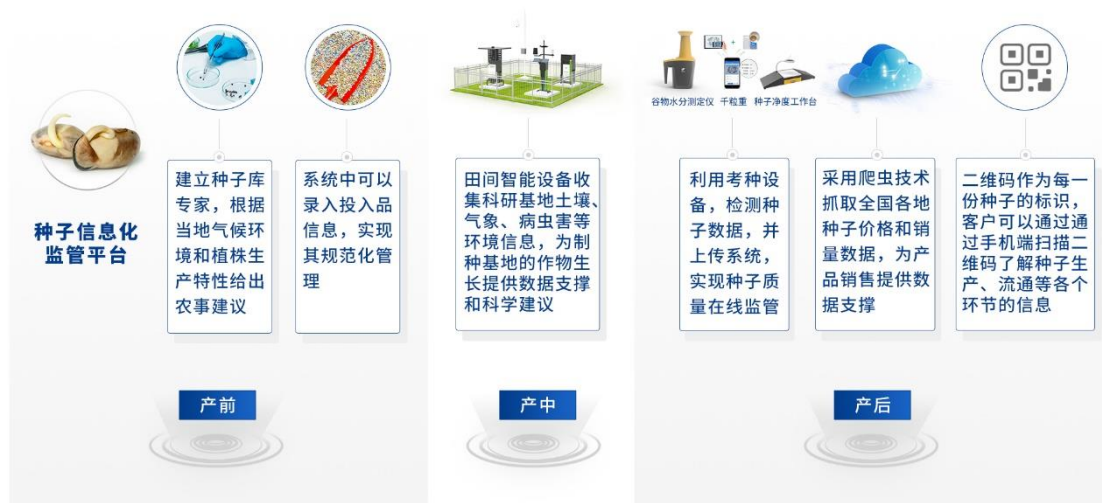 谷物水分测定仪 千粒重 种子净度工作台
种子信息化
监管平台
建立种子库
专家，根据
当地气候环
境和植株生
产特性给出
农事建议
系统中可以
录入投入品
信息，实现
其规范化管
理
田间智能设备收
集科研基地土壤、
气象、病虫害等
环境信息，为制
种基地的作物生
长提供数据支撑
和科学建议
利用考种设
备，检测种
子数据，并
上传系统，
实现种子质
量在线监管
采用爬虫技术
抓取全国各地
种子价格和销
量数据，为产
品销售提供数
据支撑
二维码作为每一
份种子的标识，
客户可以通过通
过手机端扫描二
维码了解种子生
产、流通等各个
环节的信息
产前
产中
产后